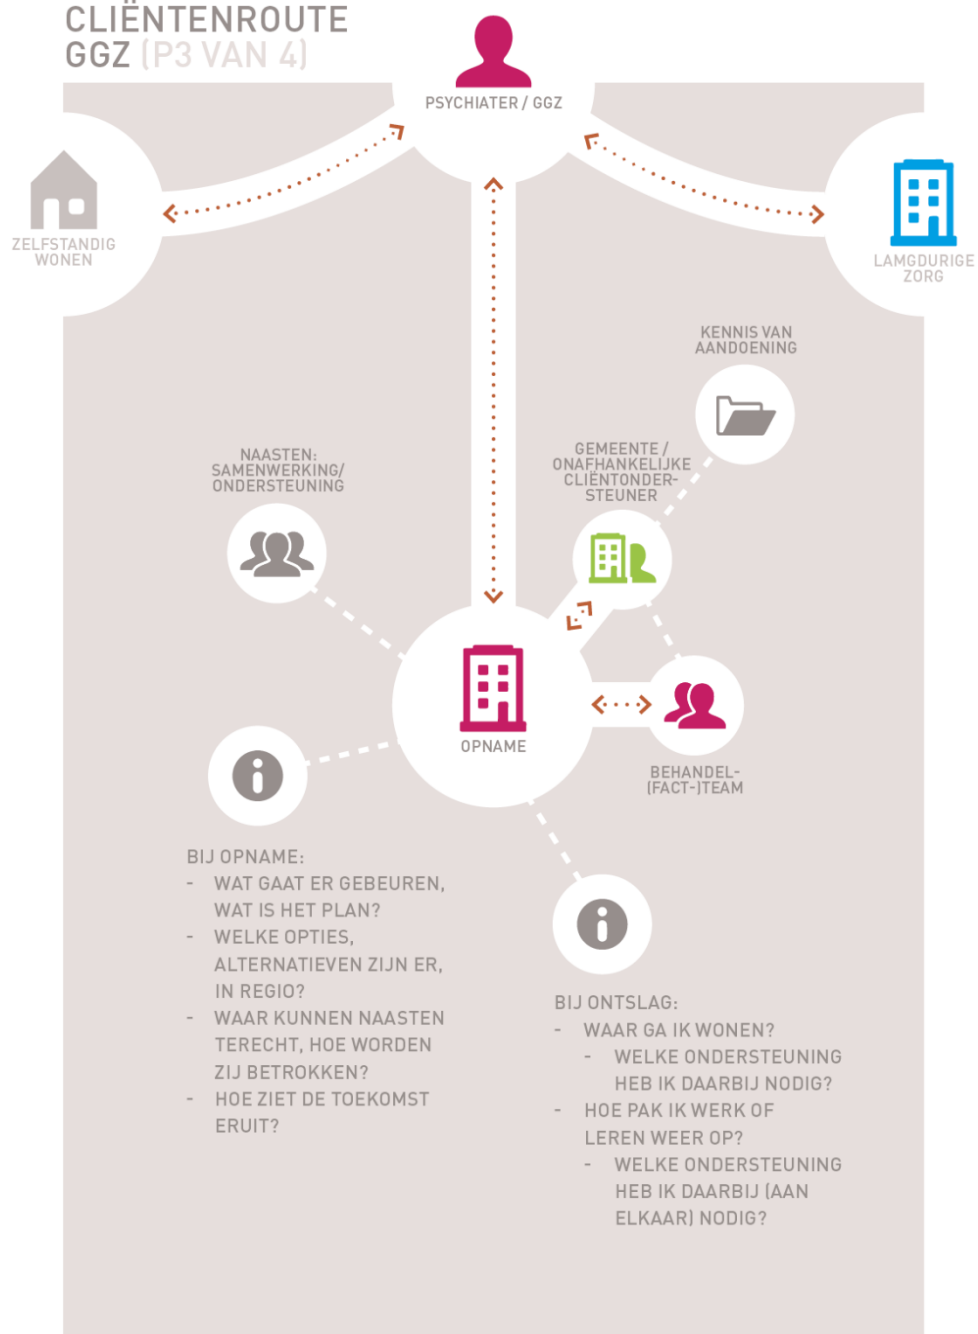 CLIËNTENROUTE
GGZ (P3 VAN 4)
PSYCHIATER / GGZ
ZELFSTANDIG
WONEN
LAMGDURIGE
ZORG
KENNIS VAN
AANDOENING
NAASTEN:
SAMENWERKING/
ONDERSTEUNING
GEMEENTE /
ONAFHANKELIJKE
CLIËNTONDER-
STEUNER
OPNAME
BEHANDEL-
(FACT-)TEAM
BIJ OPNAME:
- WAT GAAT ER GEBEUREN,
WAT IS HET PLAN?
- WELKE OPTIES,
ALTERNATIEVEN ZIJN ER,
IN REGIO?
- WAAR KUNNEN NAASTEN
TERECHT, HOE WORDEN
ZIJ BETROKKEN?
- HOE ZIET DE TOEKOMST
ERUIT?
BIJ ONTSLAG:
- WAAR GA IK WONEN?
- WELKE ONDERSTEUNING
HEB IK DAARBIJ NODIG?
- HOE PAK IK WERK OF
LEREN WEER OP?
- WELKE ONDERSTEUNING
HEB IK DAARBIJ (AAN
ELKAAR) NODIG?